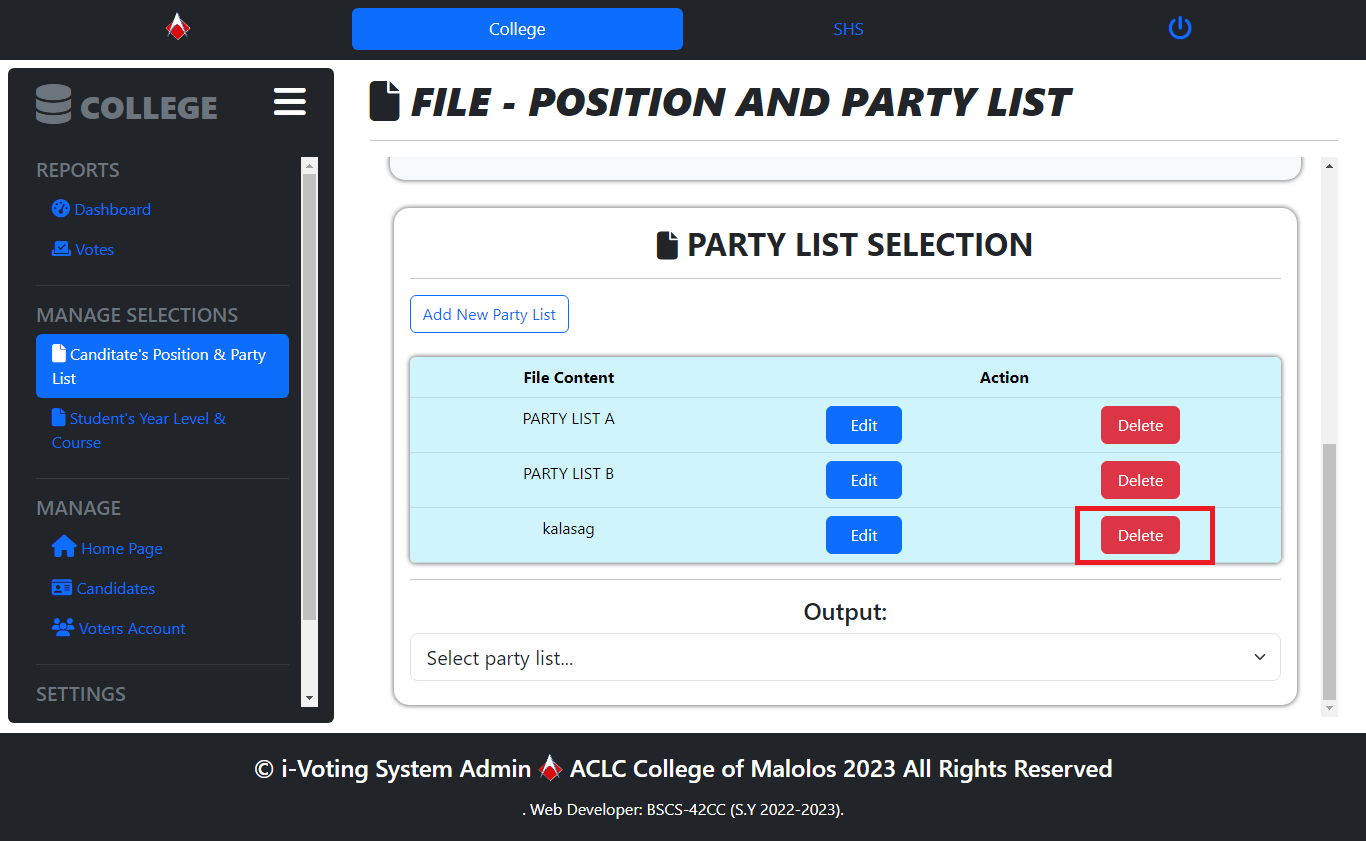 College
SHS
COLLEGE
REPORTS
Dashboard
Votes
MANAGE SELECTIONS
Canditate's Position & Party
List
Student's Year Level &
Course
MANAGE
Home Page
Candidates
Voters Account
SETTINGS
FILE - POSITION AND PARTY LIST
PARTY LIST SELECTION
Add New Party List
File Content Action
PARTY LIST A Edit Delete
PARTY LIST B Edit Delete
kalasag Edit Delete
Output:
Select party list...
© i-Voting System Admin ACLC College of Malolos 2023 All Rights Reserved
. Web Developer: BSCS-42CC (S.Y 2022-2023).